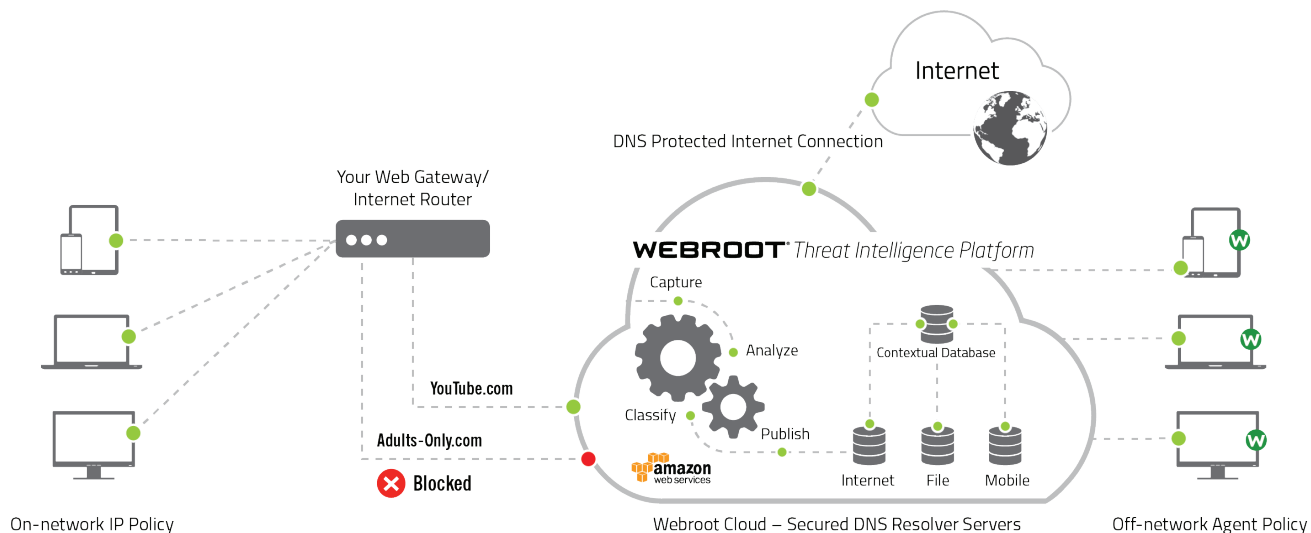 Internet
DNS Protected Internet Connection
Your Web Gateway/
Internet Router
WEBROOT® Threat Intelligence Platform
Capture
Analyze
Classify
Publish
Contextual Database
Internet
File
Mobile
amazon
web services
YouTube.com
Adults-Only.com
Blocked
W
W
W
On-network IP Policy
Webroot Cloud – Secured DNS Resolver Servers
Off-network Agent Policy